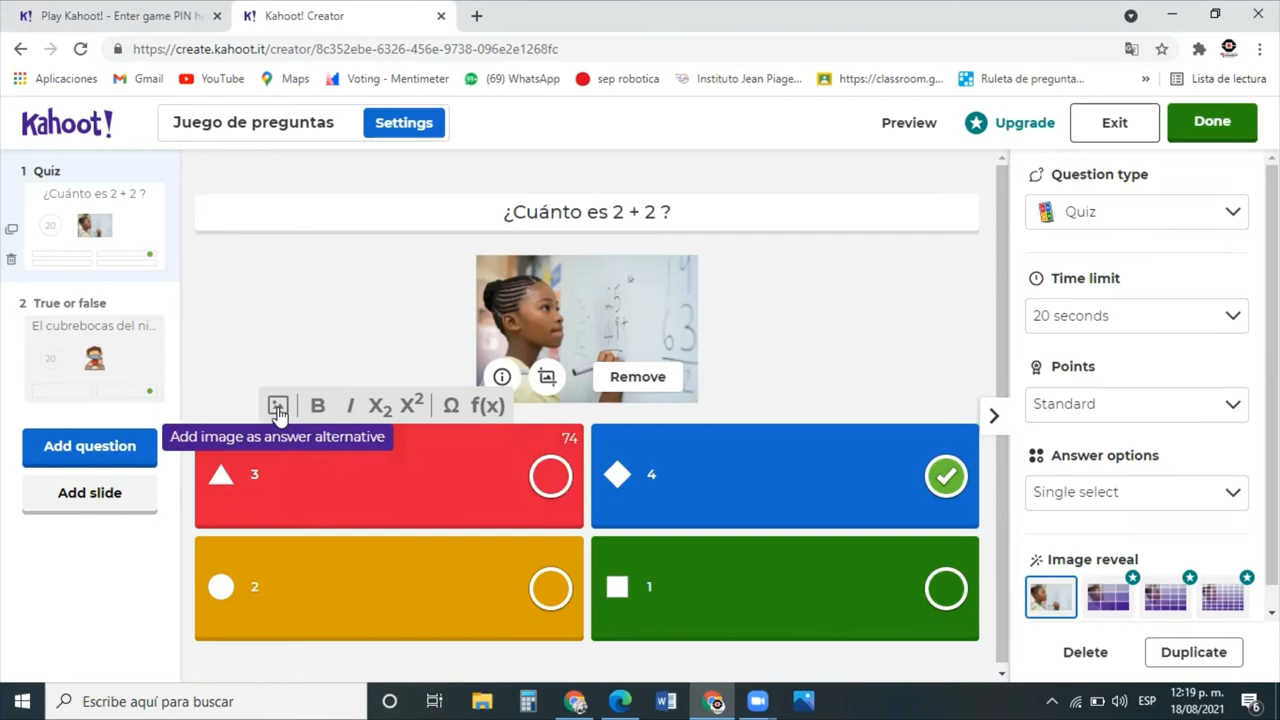 Play Kahoot! - Enter game PIN he
Kahoot! Creator
https://create.kahoot.it/creator/8c352ebe-6326-456e-9738-096e2e1268fc
Aplicaciones
Gmail
YouTube
Maps
Voting - Mentimeter
99+
(69) WhatsApp
sep robotica
Instituto Jean Piage...
https://classroom.g...
Ruleta de pregunta...
»
Lista de lectura
Kahoot!
Juego de preguntas
Settings
Preview
Upgrade
Exit
Done
1 Quiz
¿Cuánto es 2 + 2 ?
20
2 True or false
El cubrebocas del ni...
20
Add question
Add slide
¿Cuánto es 2 + 2 ?
63
Remove
B I X2 X2 Ω f(x)
Add image as answer alternative
74
3
4
2
1
Question type
Quiz
Time limit
20 seconds
Points
Standard
Answer options
Single select
Image reveal
Delete
Duplicate
Escribe aquí para buscar
ESP
12:19 p. m.
18/08/2021
6